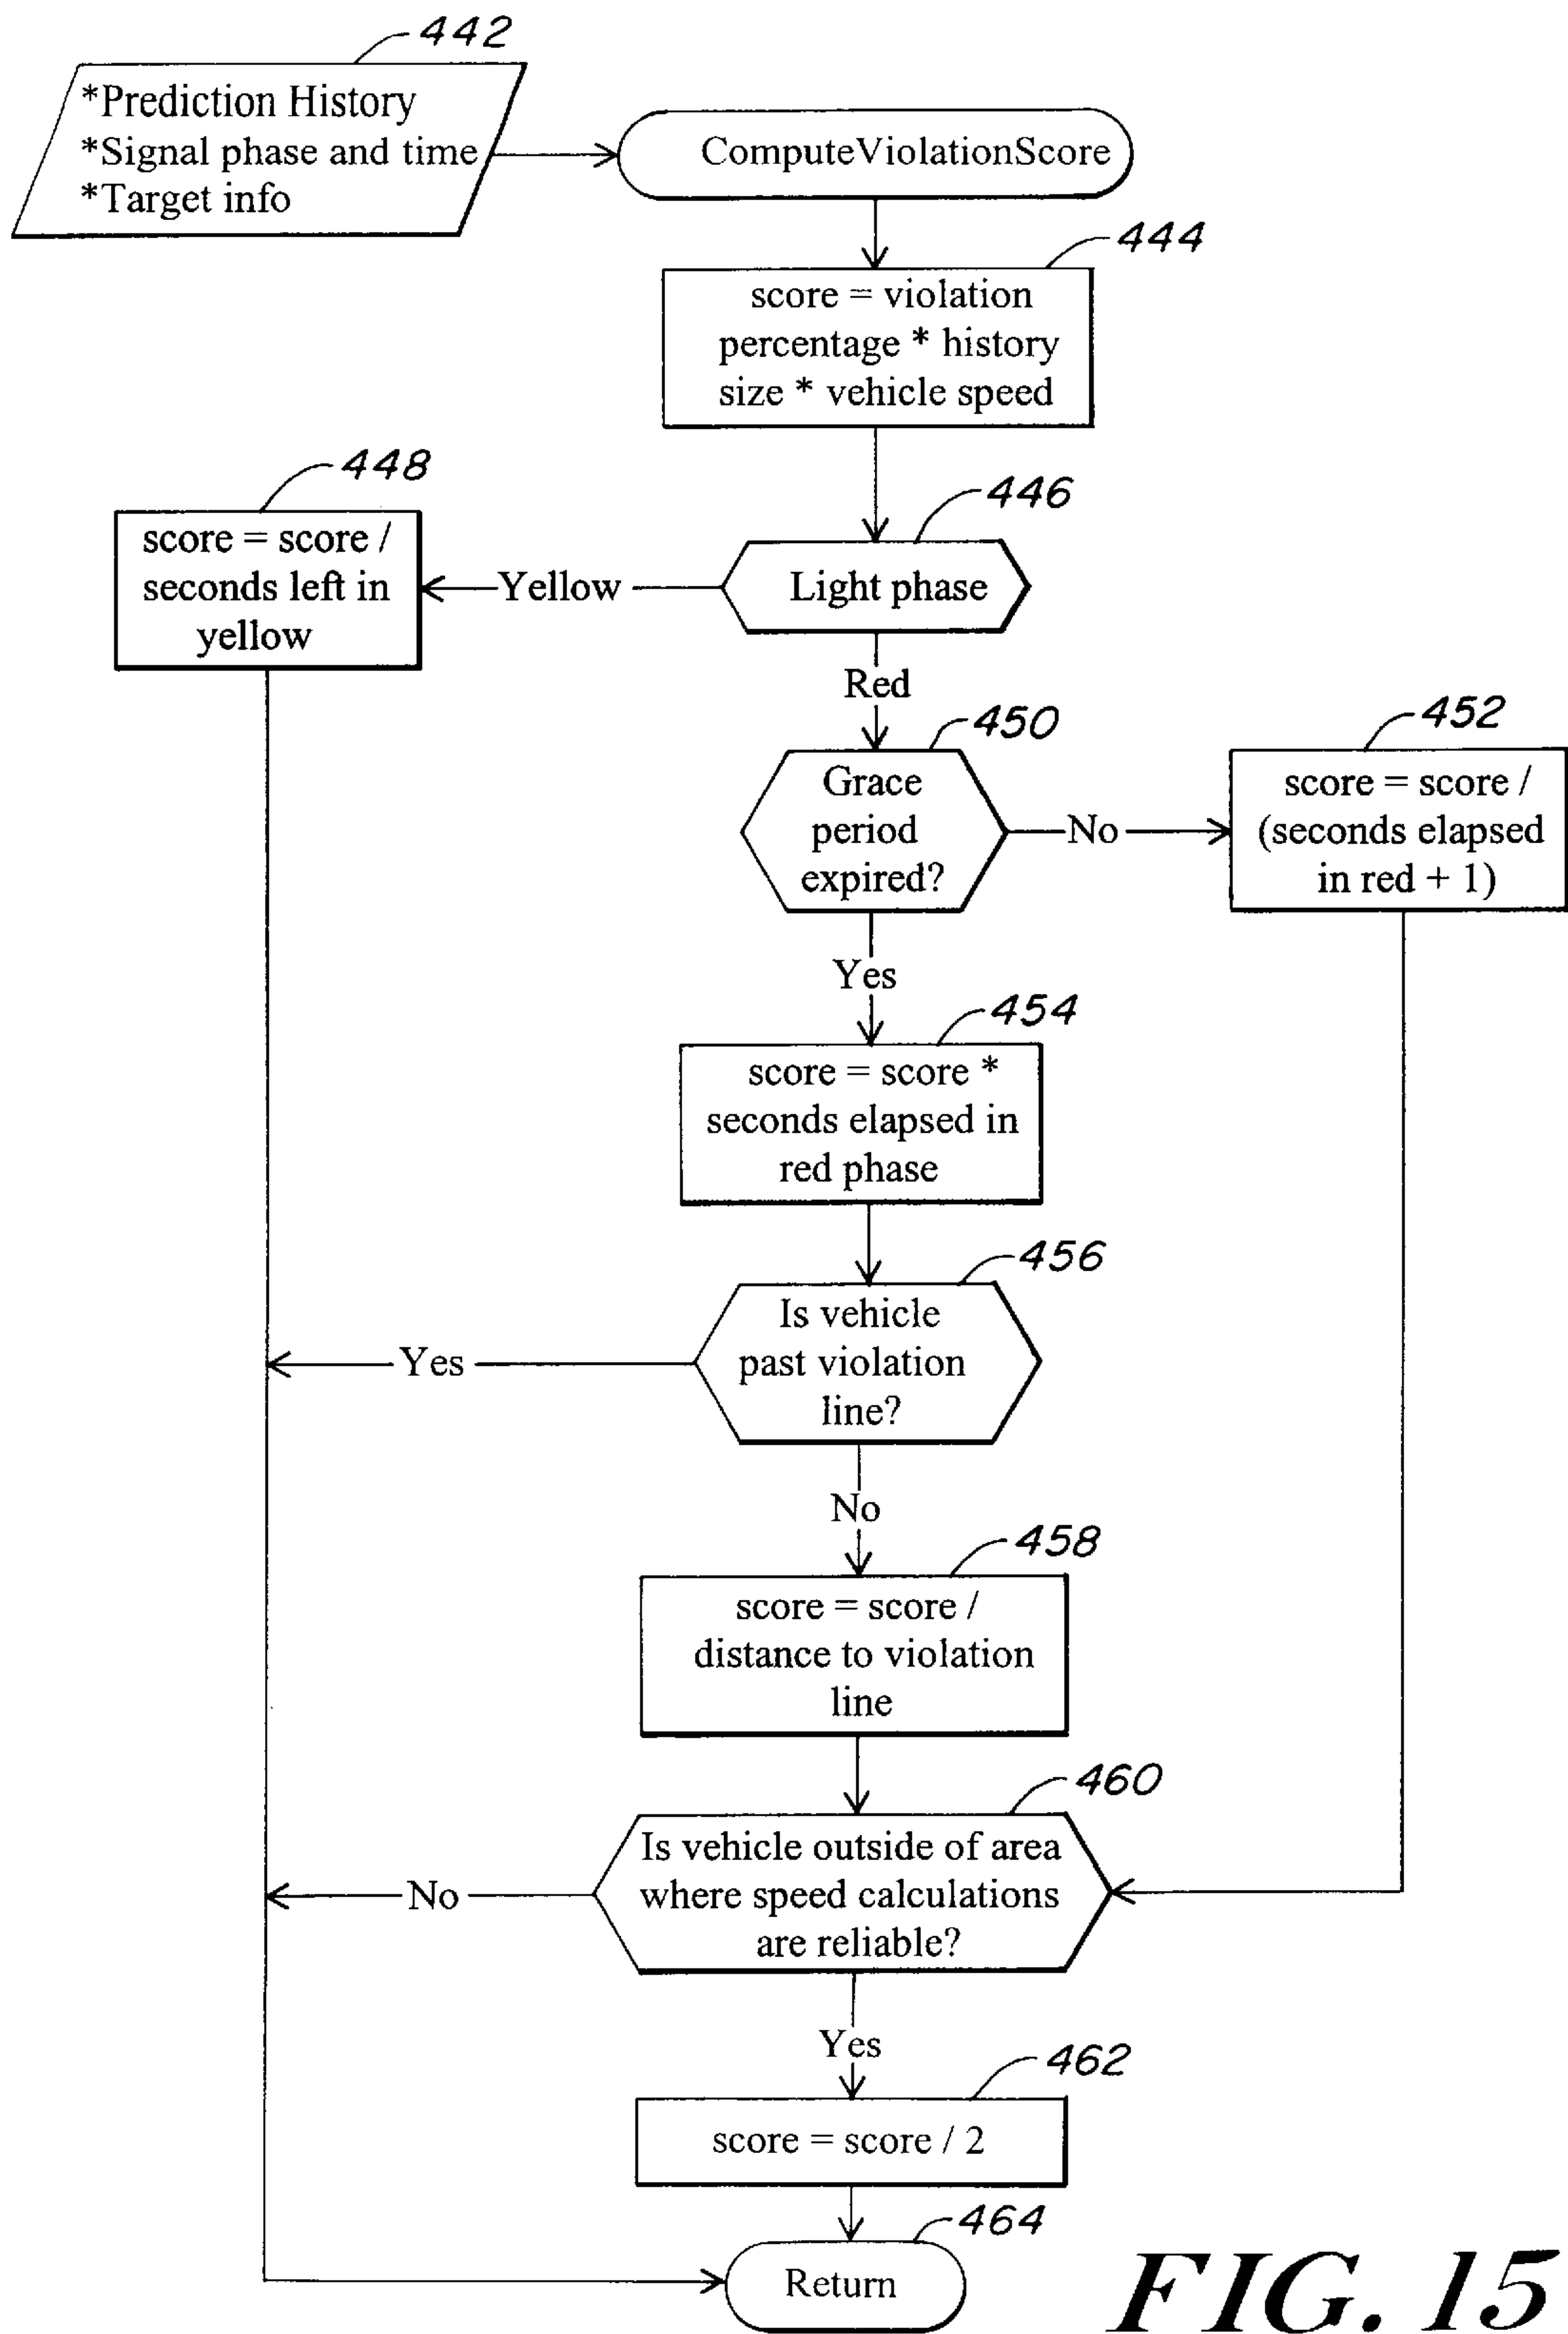 442
*Prediction History
*Signal phase and time
*Target info
ComputeViolationScore
444
score = violation
percentage * history
size * vehicle speed
448
score = score /
seconds left in
yellow
446
Yellow
Light phase
Red
450
Grace
period
expired?
No
452
score = score /
(seconds elapsed
in red + 1)
Yes
454
score = score *
seconds elapsed in
red phase
456
Is vehicle
past violation
line?
Yes
No
458
score = score /
distance to violation
line
460
Is vehicle outside of area
where speed calculations
are reliable?
No
Yes
462
score = score / 2
464
Return
FIG. 15